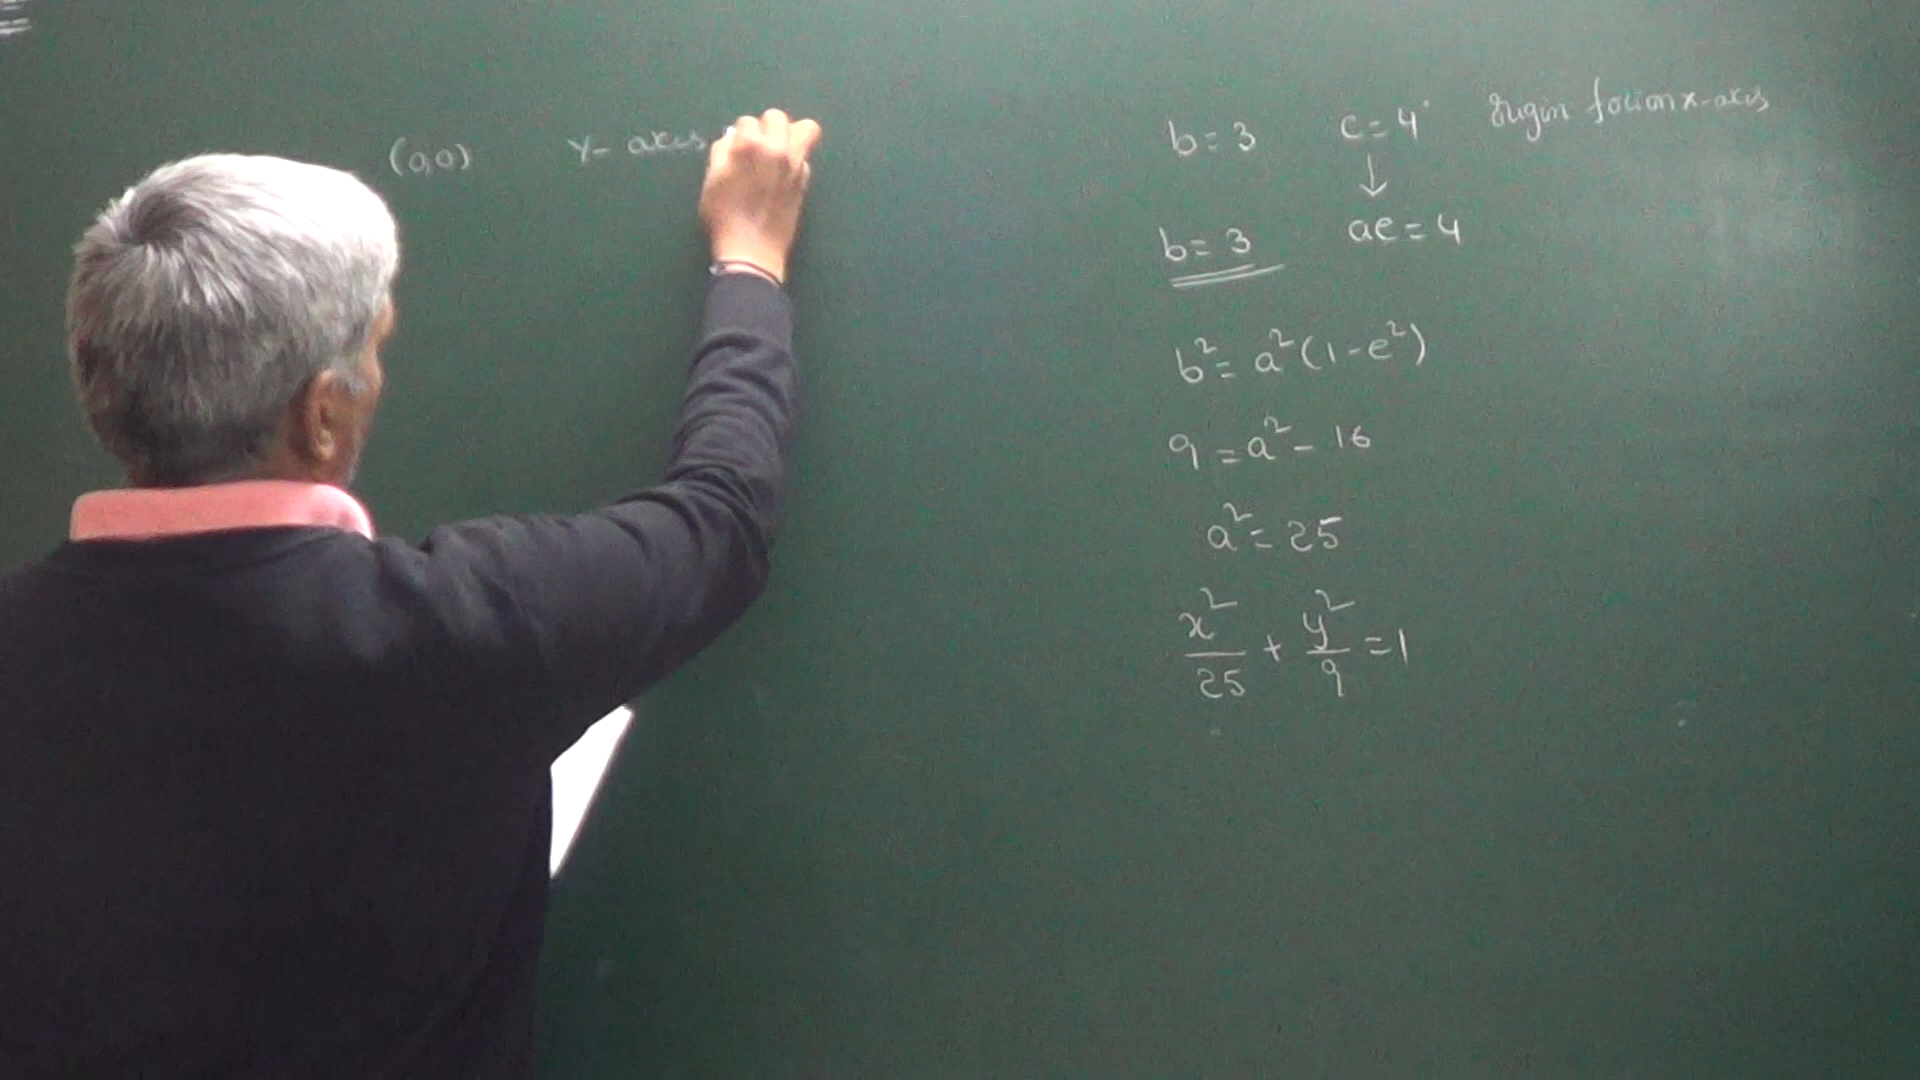 (0,0) y-axis
b=3 c=4 origin foci on x-axis
↓
b=3 ae=4
b²=a²(1-e²)
9=a²-16
a²=25
x²/25 + y²/9 =1